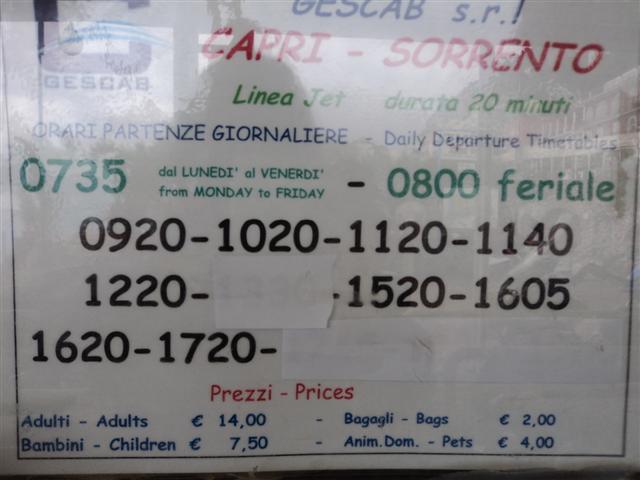 GESCAB s.r.l
GESCAB
CAPRI - SORRENTO
Linea Jet durata 20 minuti
ORARI PARTENZE GIORNALIERE - Daily Departure Timetables
0735 dal LUNEDI' al VENERDI' - 0800 feriale
from MONDAY to FRIDAY
0920-1020-1120-1140
1220- -1520-1605
1620-1720-
Prezzi - Prices
Adulti - Adults € 14,00 - Bagagli - Bags € 2,00
Bambini - Children € 7,50 - Anim.Dom. - Pets € 4,00